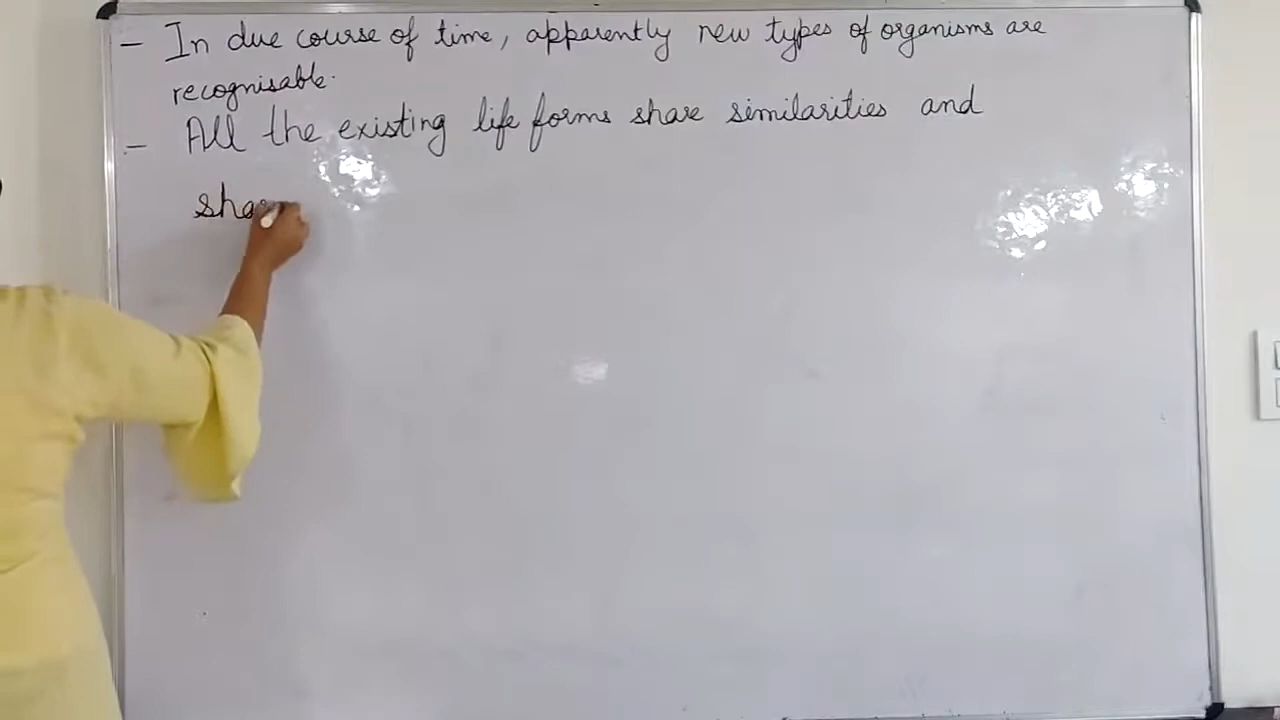 - In due course of time, apparently new types of organisms are
recognisable.
- All the existing life forms share similarities and
sha